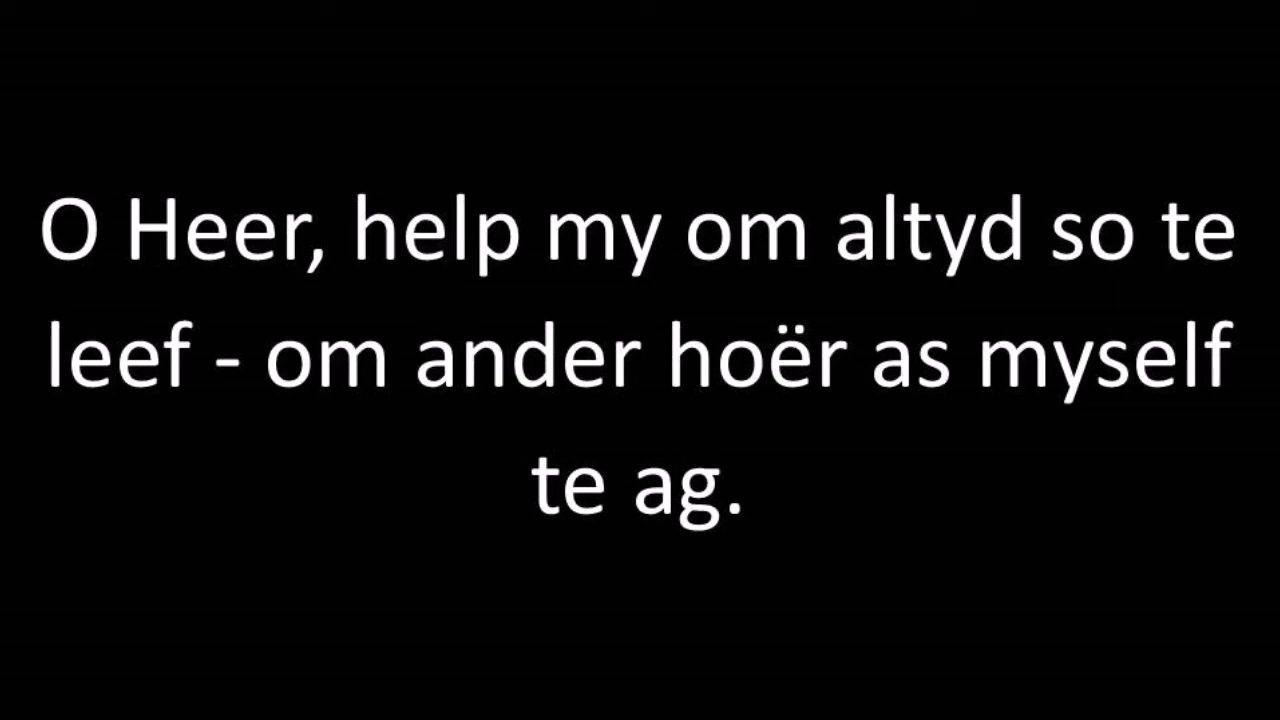 O Heer, help my om altyd so te
leef - om ander hoër as myself
te ag.